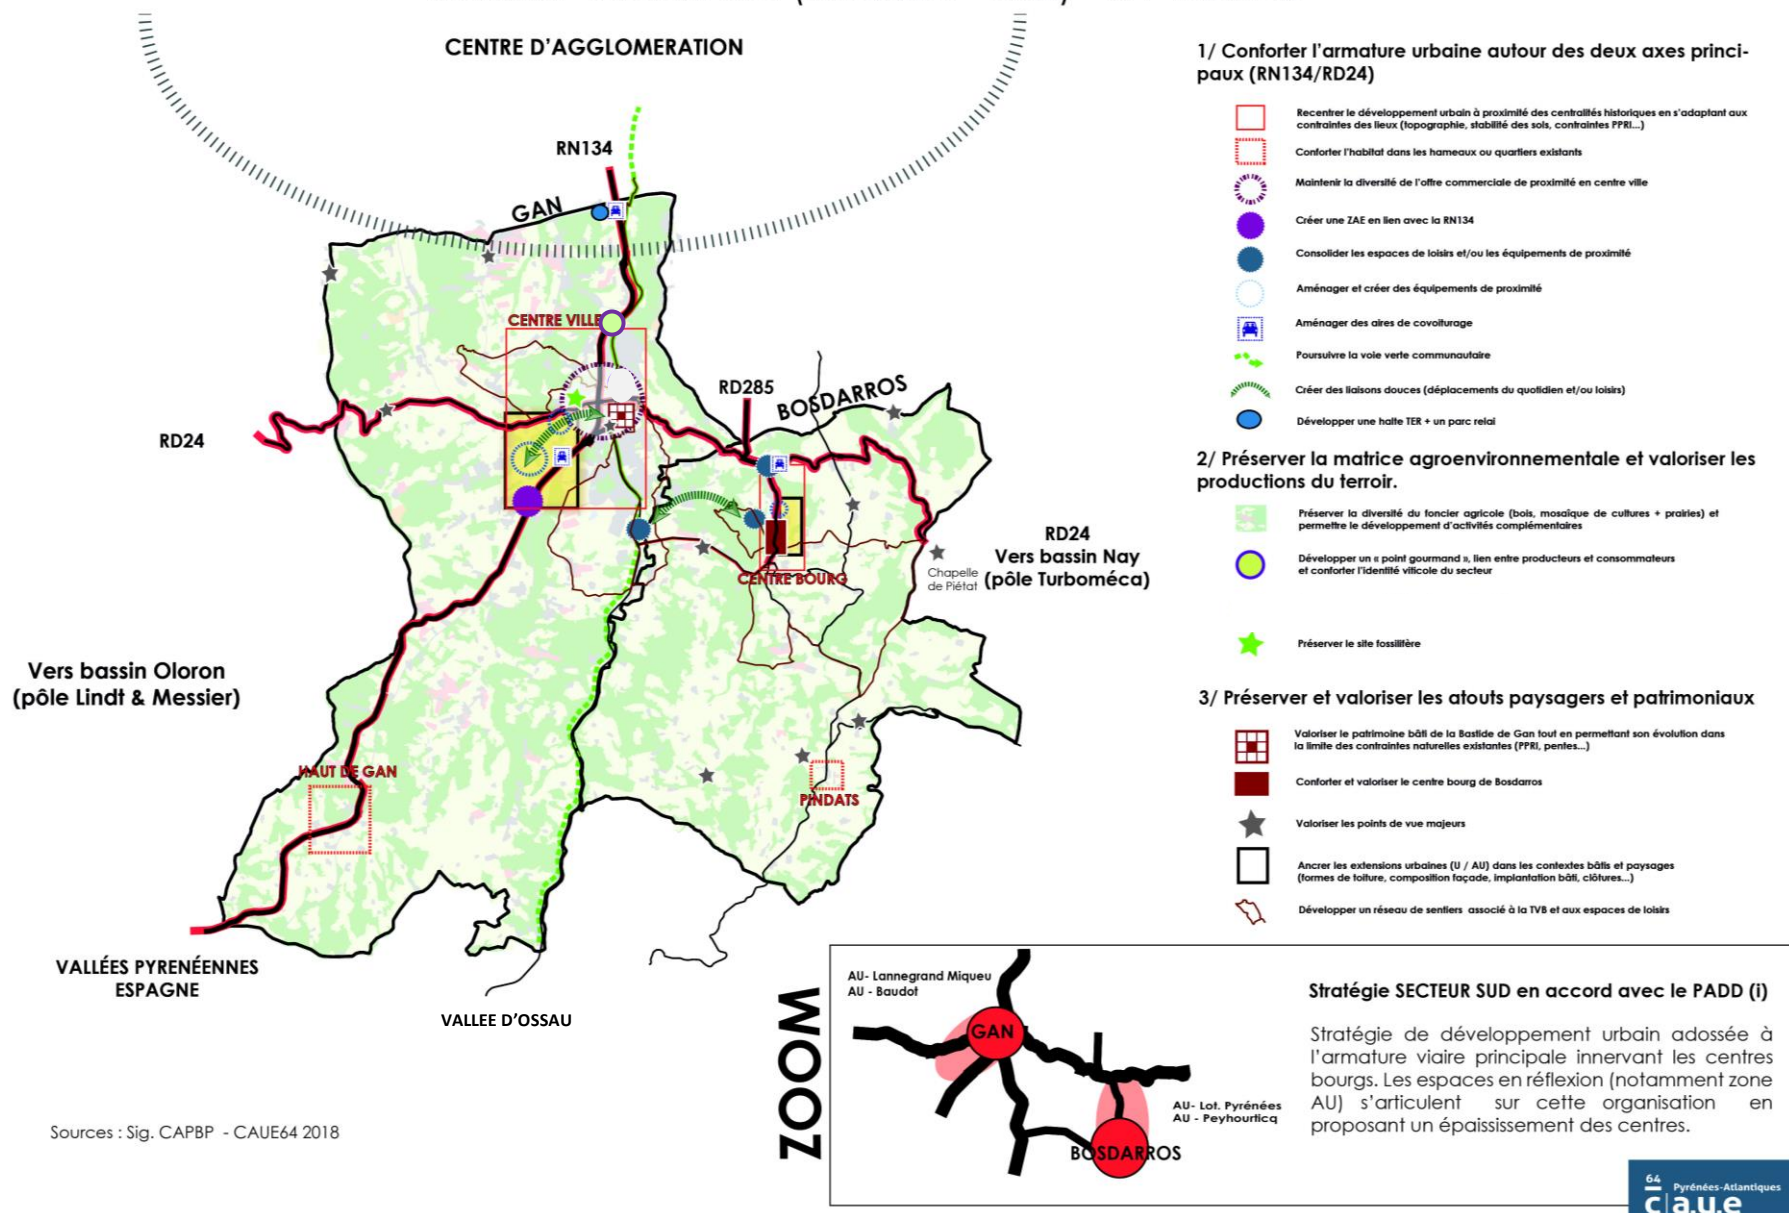 CENTRE D'AGGLOMERATION
RN134
GAN
CENTRE VILLE
RD285
BOSDARROS
RD24
RD24
Vers bassin Nay
(pôle Turboméca)
Chapelle
de Piétat
CENTRE BOURG
Vers bassin Oloron
(pôle Lindt & Messier)
HAUT DE GAN
PINDATS
VALLÉES PYRENÉENNES
ESPAGNE
VALLEE D'OSSAU
Sources : Sig. CAPBP - CAUE64 2018
1/ Conforter l'armature urbaine autour des deux axes princi-
paux (RN134/RD24)
Recentrer le développement urbain à proximité des centralités historiques en s'adaptant aux
contraintes des lieux (topographie, stabilité des sols, contraintes PPRI...)
Conforter l'habitat dans les hameaux ou quartiers existants
Maintenir la diversité de l'offre commerciale de proximité en centre ville
Créer une ZAE en lien avec la RN134
Consolider les espaces de loisirs et/ou les équipements de proximité
Aménager et créer des équipements de proximité
Aménager des aires de covoiturage
Poursuivre la voie verte communautaire
Créer des liaisons douces (déplacements du quotidien et/ou loisirs)
Développer une halte TER + un parc relai
2/ Préserver la matrice agroenvironnementale et valoriser les
productions du terroir.
Préserver la diversité du foncier agricole (bois, mosaïque de cultures + prairies) et
permettre le développement d'activités complémentaires
Développer un « point gourmand », lien entre producteurs et consommateurs
et conforter l'identité viticole du secteur
Préserver le site fossilifère
3/ Préserver et valoriser les atouts paysagers et patrimoniaux
Valoriser le patrimoine bâti de la Bastide de Gan tout en permettant son évolution dans
la limite des contraintes naturelles existantes (PPRI, pentes...)
Conforter et valoriser le centre bourg de Bosdarros
Valoriser les points de vue majeurs
Ancrer les extensions urbaines (U / AU) dans les contextes bâtis et paysages
(formes de toiture, composition façade, implantation bâti, clôtures...)
Développer un réseau de sentiers associé à la TVB et aux espaces de loisirs
ZOOM
AU- Lannegrand Miqueu
AU - Baudot
GAN
AU- Lot. Pyrénées
AU - Peyhourticq
BOSDARROS
Stratégie SECTEUR SUD en accord avec le PADD (i)
Stratégie de développement urbain adossée à
l'armature viaire principale innervant les centres
bourgs. Les espaces en réflexion (notamment zone
AU) s'articulent sur cette organisation en
proposant un épaississement des centres.
64
Pyrénées-Atlantiques
c|a.u.e